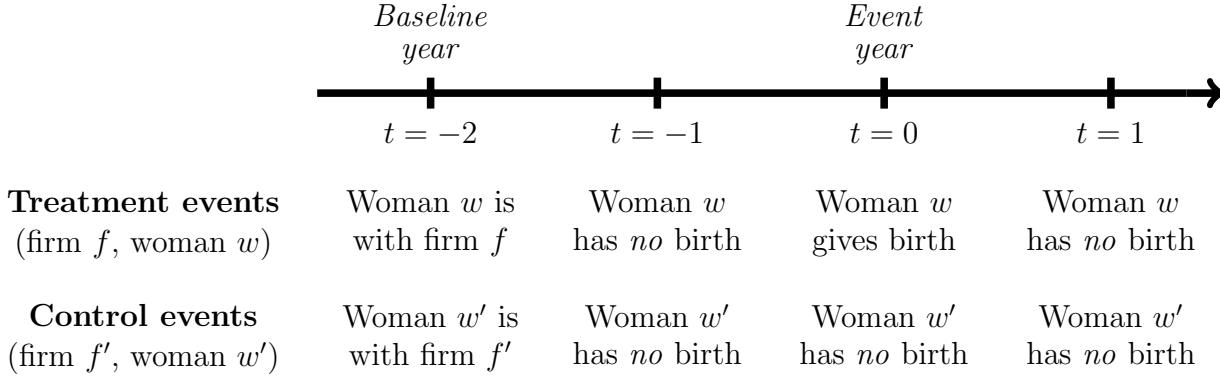 Baseline year
Event year
t = −2
t = −1
t = 0
t = 1
Treatment events
(firm f, woman w)
Woman w is
with firm f
Woman w
has no birth
Woman w
gives birth
Woman w
has no birth
Control events
(firm f′, woman w′)
Woman w′ is
with firm f′
Woman w′
has no birth
Woman w′
has no birth
Woman w′
has no birth